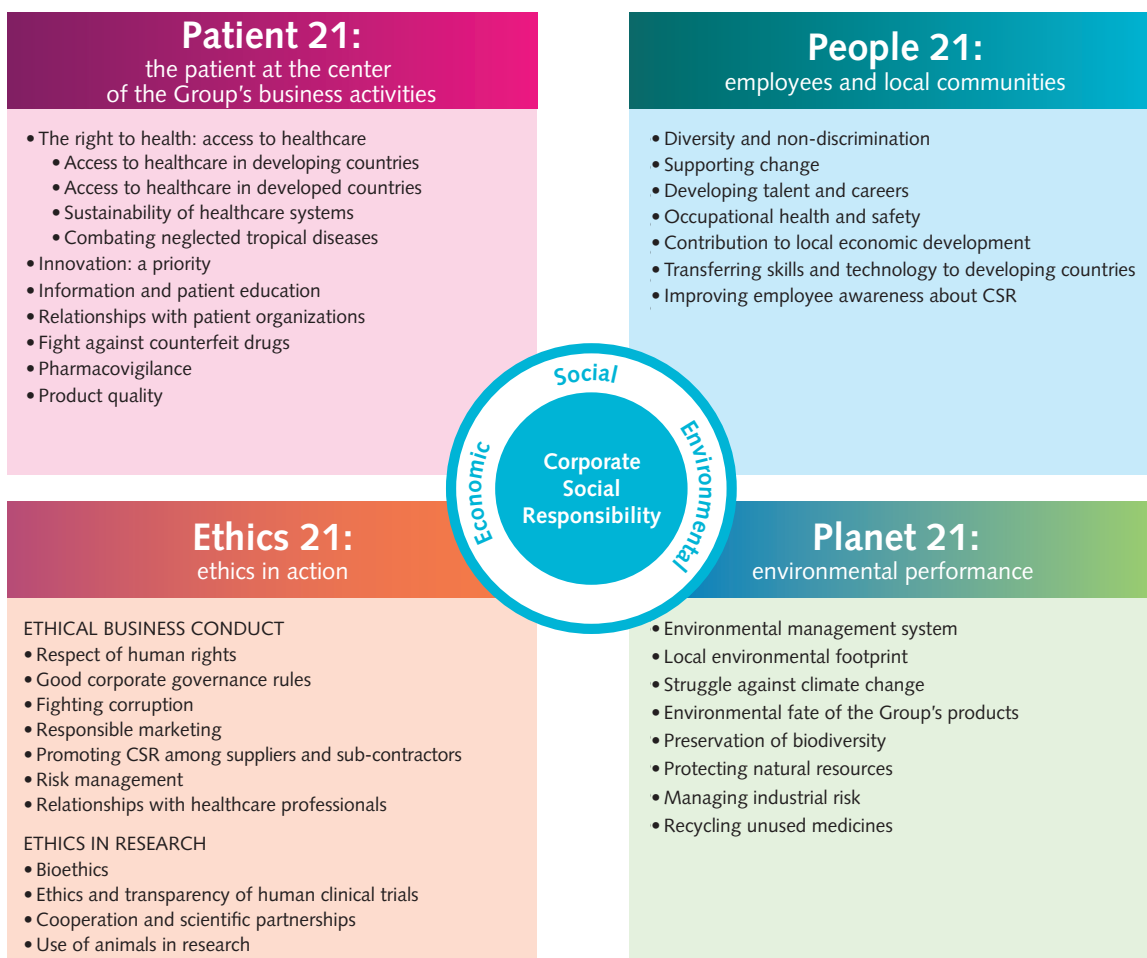 Patient 21:
the patient at the center
of the Group's business activities
• The right to health: access to healthcare
• Access to healthcare in developing countries
• Access to healthcare in developed countries
• Sustainability of healthcare systems
• Combating neglected tropical diseases
• Innovation: a priority
• Information and patient education
• Relationships with patient organizations
• Fight against counterfeit drugs
• Pharmacovigilance
• Product quality
People 21:
employees and local communities
• Diversity and non-discrimination
• Supporting change
• Developing talent and careers
• Occupational health and safety
• Contribution to local economic development
• Transferring skills and technology to developing countries
• Improving employee awareness about CSR
Social
Economic
Environmental
Corporate
Social
Responsibility
Ethics 21:
ethics in action
ETHICAL BUSINESS CONDUCT
• Respect of human rights
• Good corporate governance rules
• Fighting corruption
• Responsible marketing
• Promoting CSR among suppliers and sub-contractors
• Risk management
• Relationships with healthcare professionals
ETHICS IN RESEARCH
• Bioethics
• Ethics and transparency of human clinical trials
• Cooperation and scientific partnerships
• Use of animals in research
Planet 21:
environmental performance
• Environmental management system
• Local environmental footprint
• Struggle against climate change
• Environmental fate of the Group's products
• Preservation of biodiversity
• Protecting natural resources
• Managing industrial risk
• Recycling unused medicines